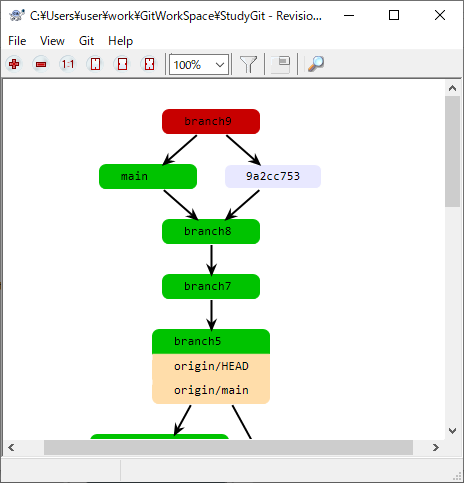 C:¥Users¥user¥work¥GitWorkSpace¥StudyGit - Revisio...
File View Git Help
1:1 100%
branch9
main 9a2cc753
branch8
branch7
branch5
origin/HEAD
origin/main